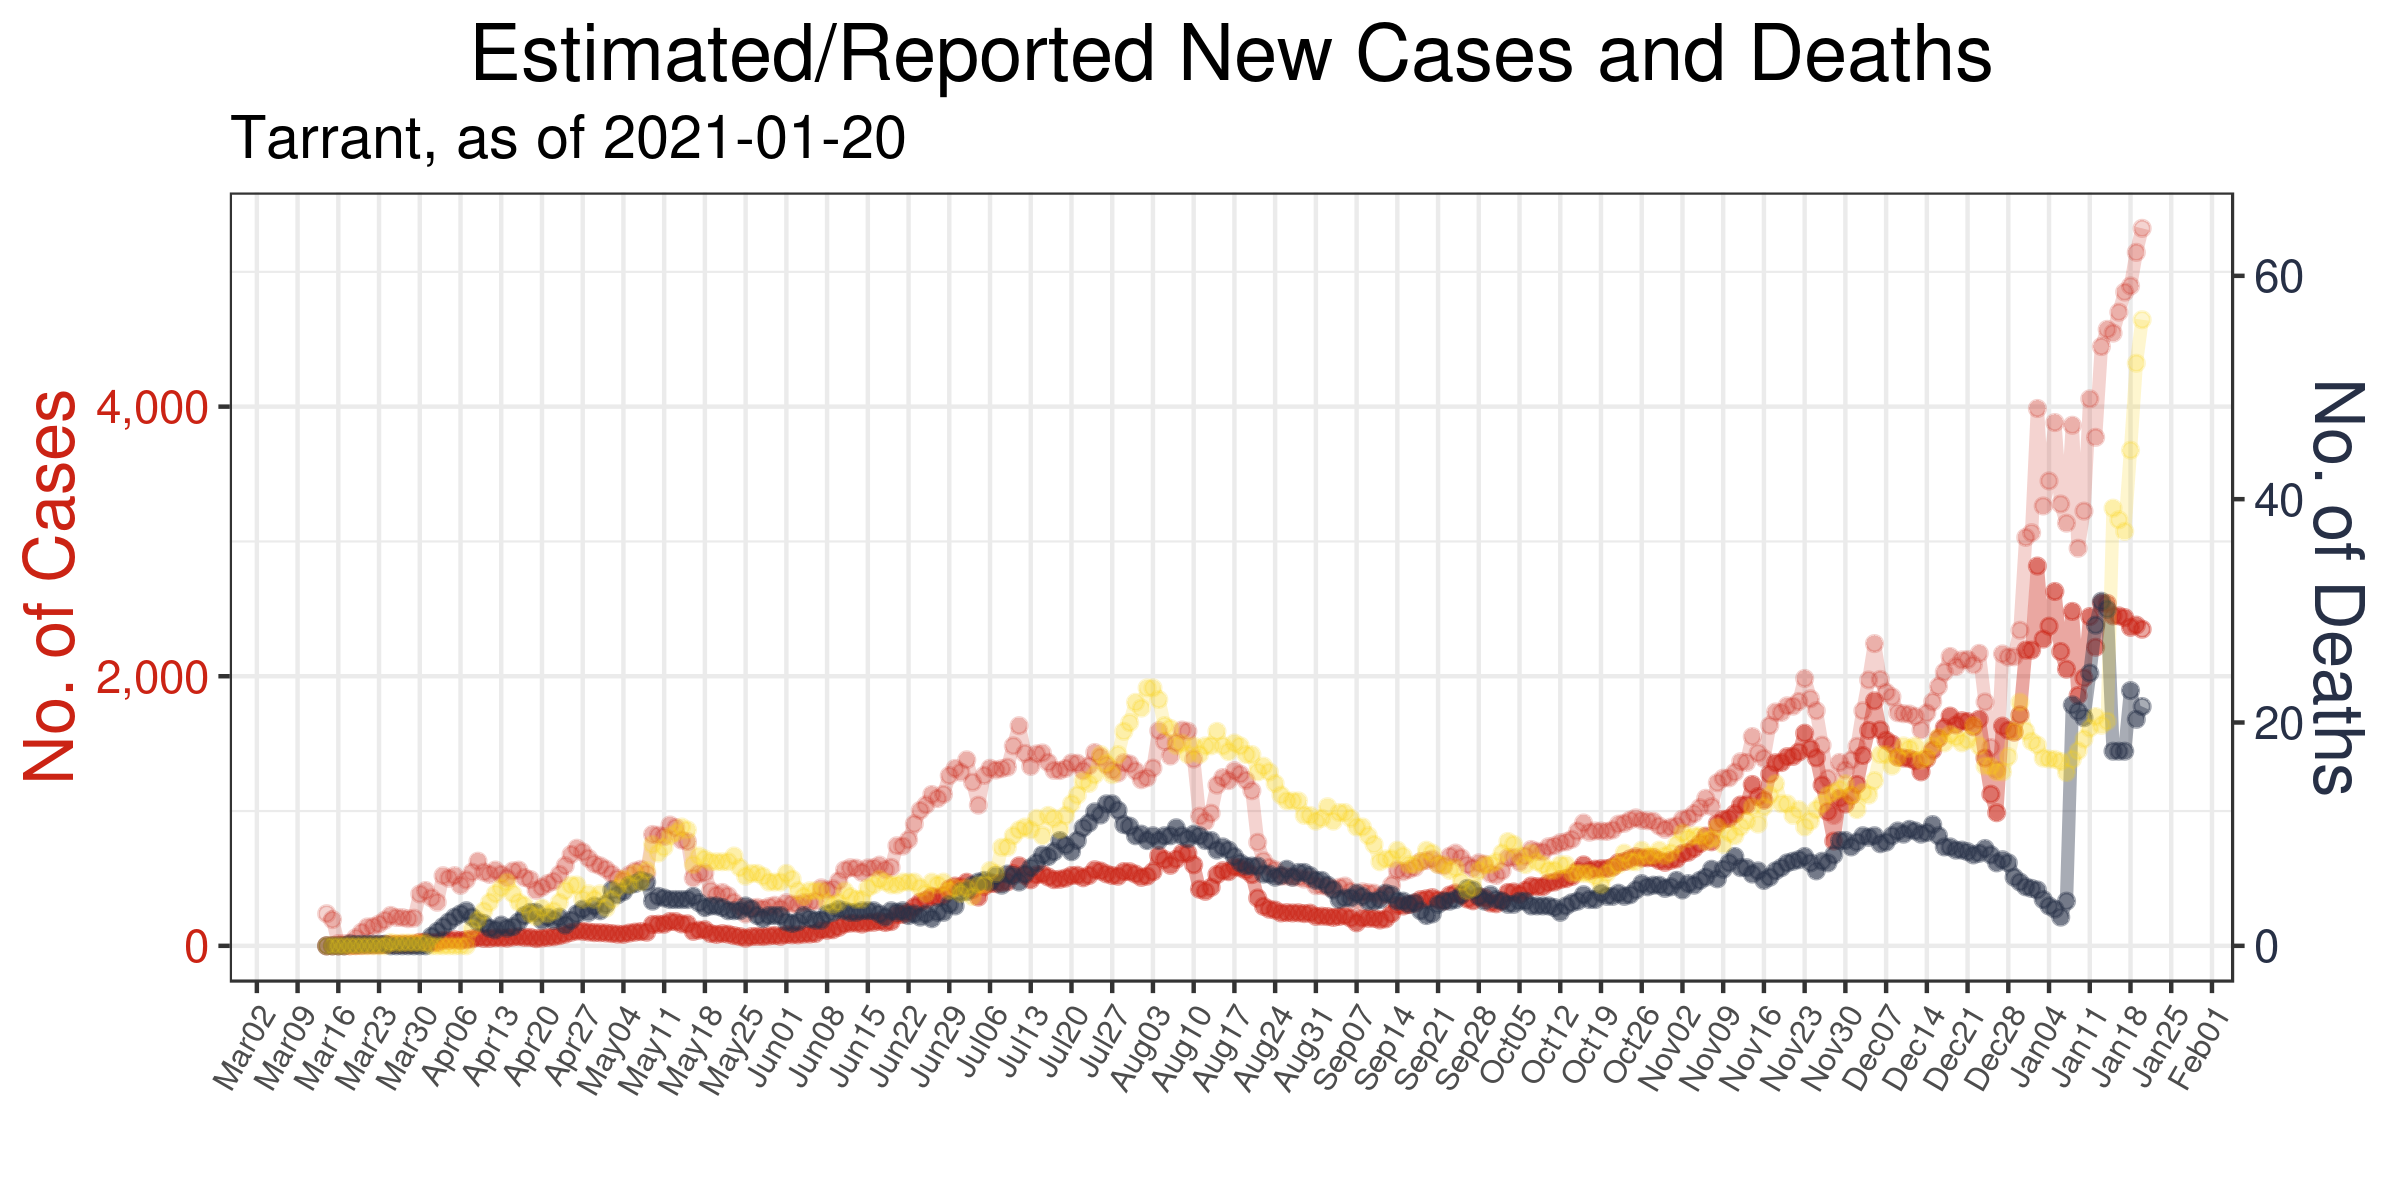 Estimated/Reported New Cases and Deaths
Tarrant, as of 2021-01-20
No. of Cases
4,000
2,000
0
60
40
20
0
No. of Deaths
Mar02 Mar09 Mar16 Mar23 Mar30 Apr06 Apr13 Apr20 Apr27 May04 May11 May18 May25 Jun01 Jun08 Jun15 Jun22 Jun29 Jul06 Jul13 Jul20 Jul27 Aug03 Aug10 Aug17 Aug24 Aug31 Sep07 Sep14 Sep21 Sep28 Oct05 Oct12 Oct19 Oct26 Nov02 Nov09 Nov16 Nov23 Nov30 Dec07 Dec14 Dec21 Dec28 Jan04 Jan11 Jan18 Jan25 Feb01